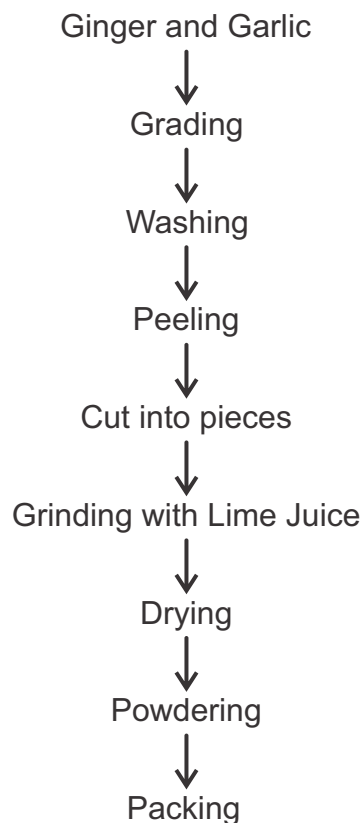 Ginger and Garlic
Grading
Washing
Peeling
Cut into pieces
Grinding with Lime Juice
Drying
Powdering
Packing